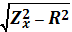 √(Z_x^2 − R^2)